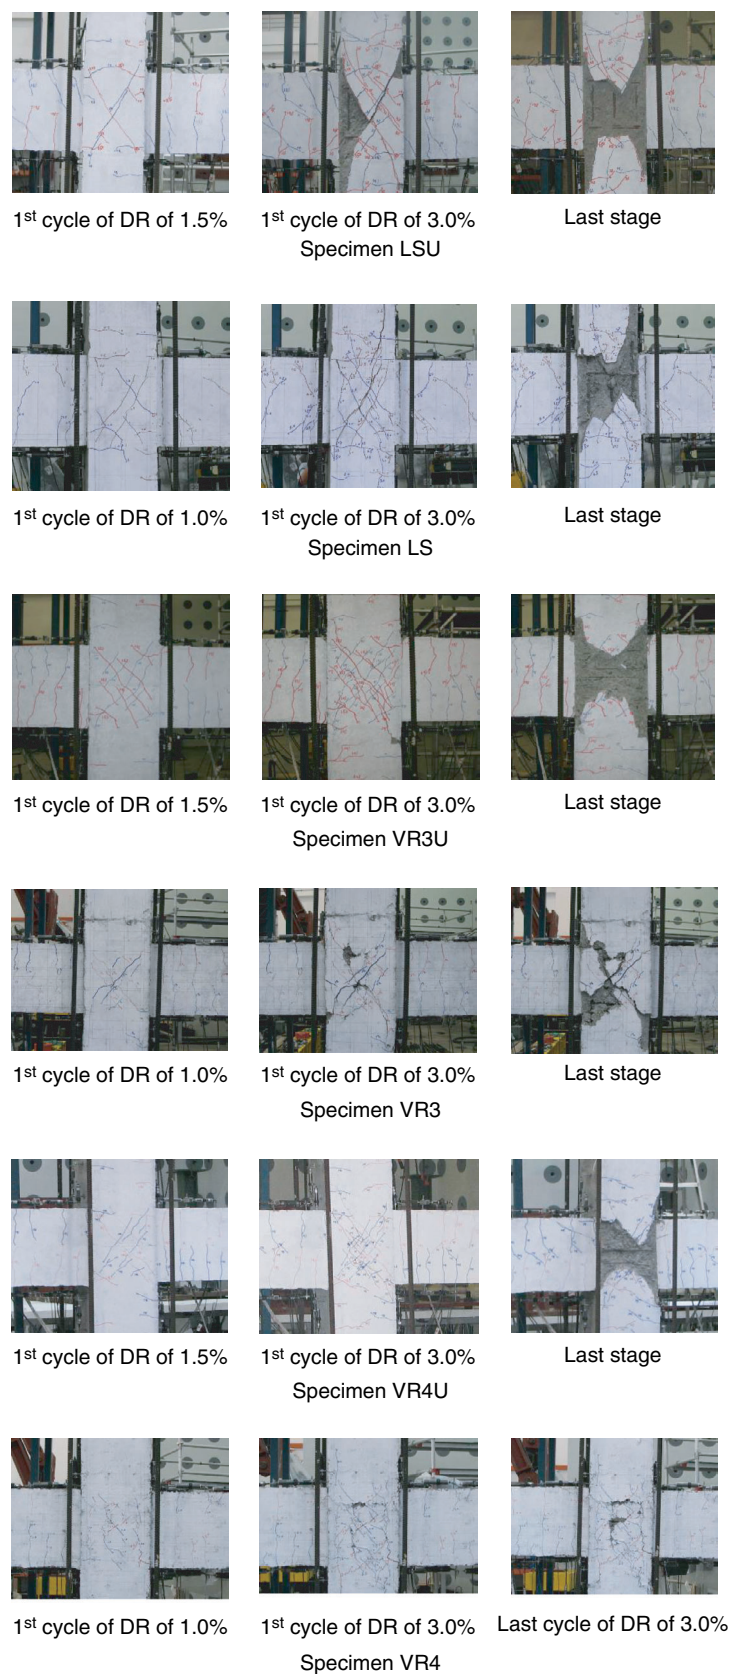 1st cycle of DR of 1.5% 1st cycle of DR of 3.0% Last stage
Specimen LSU
1st cycle of DR of 1.0% 1st cycle of DR of 3.0% Last stage
Specimen LS
1st cycle of DR of 1.5% 1st cycle of DR of 3.0% Last stage
Specimen VR3U
1st cycle of DR of 1.0% 1st cycle of DR of 3.0% Last stage
Specimen VR3
1st cycle of DR of 1.5% 1st cycle of DR of 3.0% Last stage
Specimen VR4U
1st cycle of DR of 1.0% 1st cycle of DR of 3.0% Last cycle of DR of 3.0%
Specimen VR4